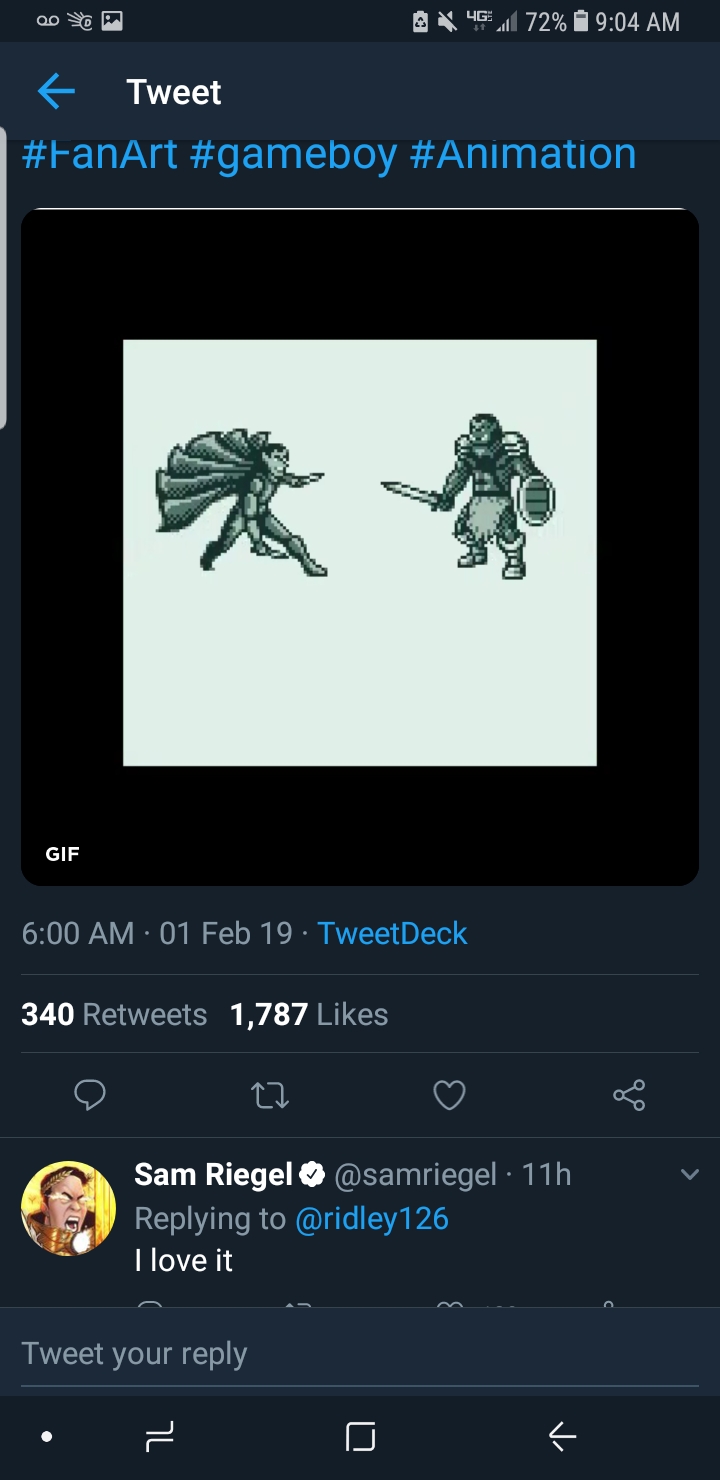 4G 72% 9:04 AM
Tweet
#FanArt #gameboy #Animation
GIF
6:00 AM · 01 Feb 19 · TweetDeck
340 Retweets 1,787 Likes
Sam Riegel @samriegel · 11h
Replying to @ridley126
I love it
Tweet your reply